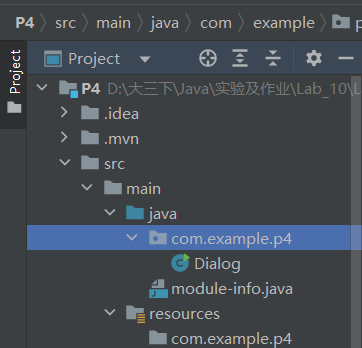 P4 > src > main > java > com > example > p
Project
Project
P4 D:\大三下\Java\实验及作业\Lab_10\L
.idea
.mvn
src
main
java
com.example.p4
Dialog
module-info.java
resources
com.example.p4